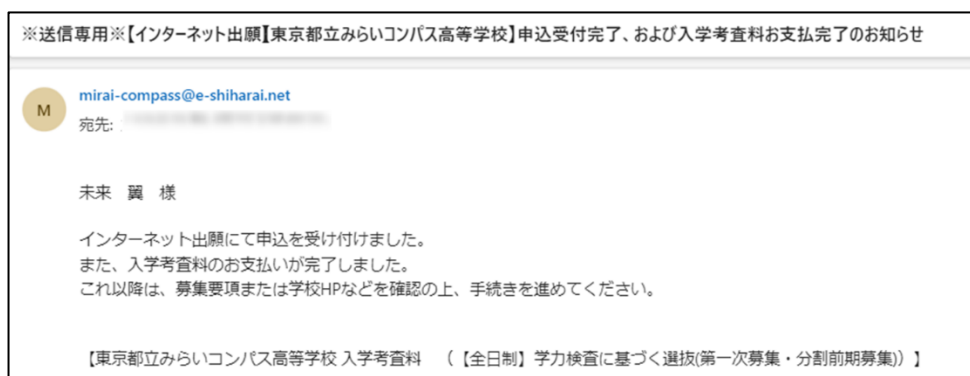 ※送信専用※【インターネット出願【東京都立みらいコンパス高等学校】申込受付完了、および入学考査料お支払完了のお知らせ
M
mirai-compass@e-shiharai.net
宛先:
未来　翼　様
インターネット出願にて申込を受け付けました。
また、入学考査料のお支払いが完了しました。
これ以降は、募集要項または学校HPなどを確認の上、手続きを進めてください。
【東京都立みらいコンパス高等学校 入学考査料　（【全日制】学力検査に基づく選抜(第一次募集・分割前期募集)）】